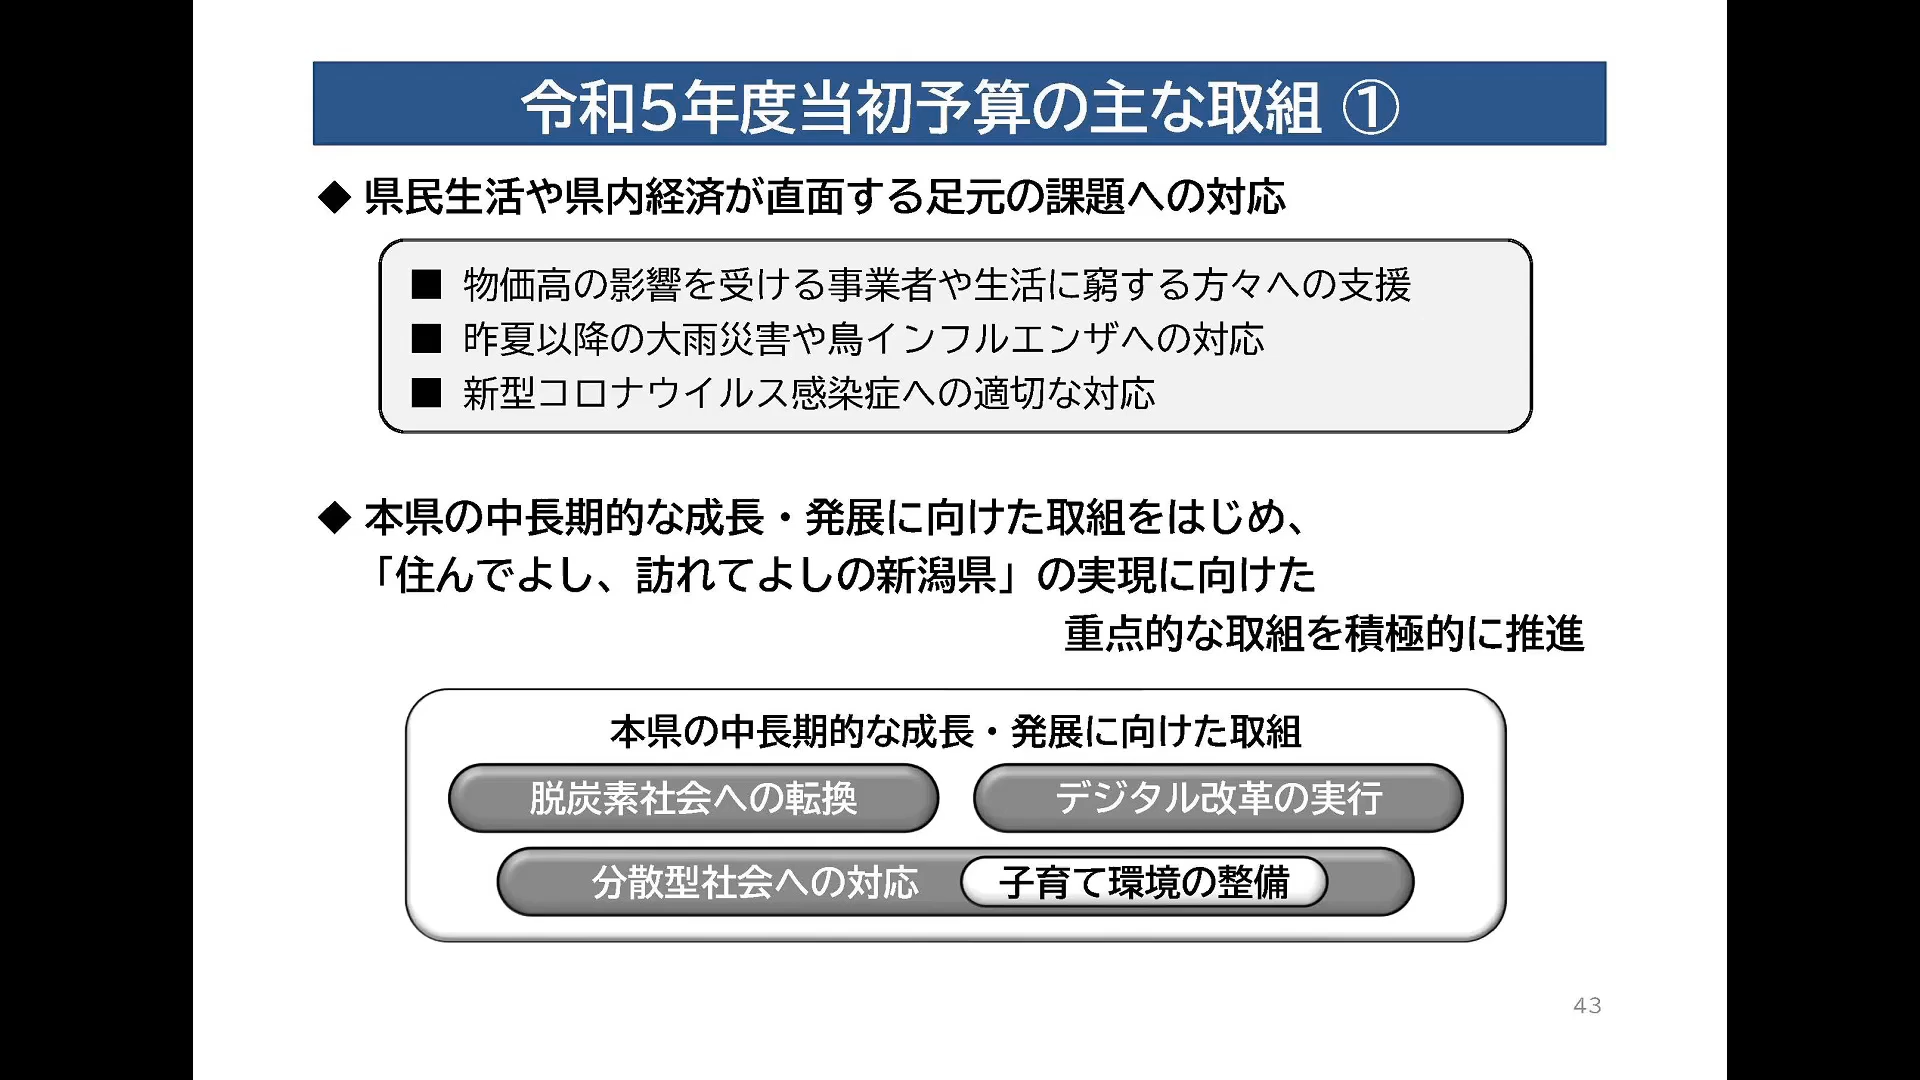 令和5年度当初予算の主な取組 ①
◆ 県民生活や県内経済が直面する足元の課題への対応
■ 物価高の影響を受ける事業者や生活に窮する方々への支援
■ 昨夏以降の大雨災害や鳥インフルエンザへの対応
■ 新型コロナウイルス感染症への適切な対応
◆ 本県の中長期的な成長・発展に向けた取組をはじめ、
「住んでよし、訪れてよしの新潟県」の実現に向けた
重点的な取組を積極的に推進
本県の中長期的な成長・発展に向けた取組
脱炭素社会への転換 デジタル改革の実行
分散型社会への対応 子育て環境の整備
43